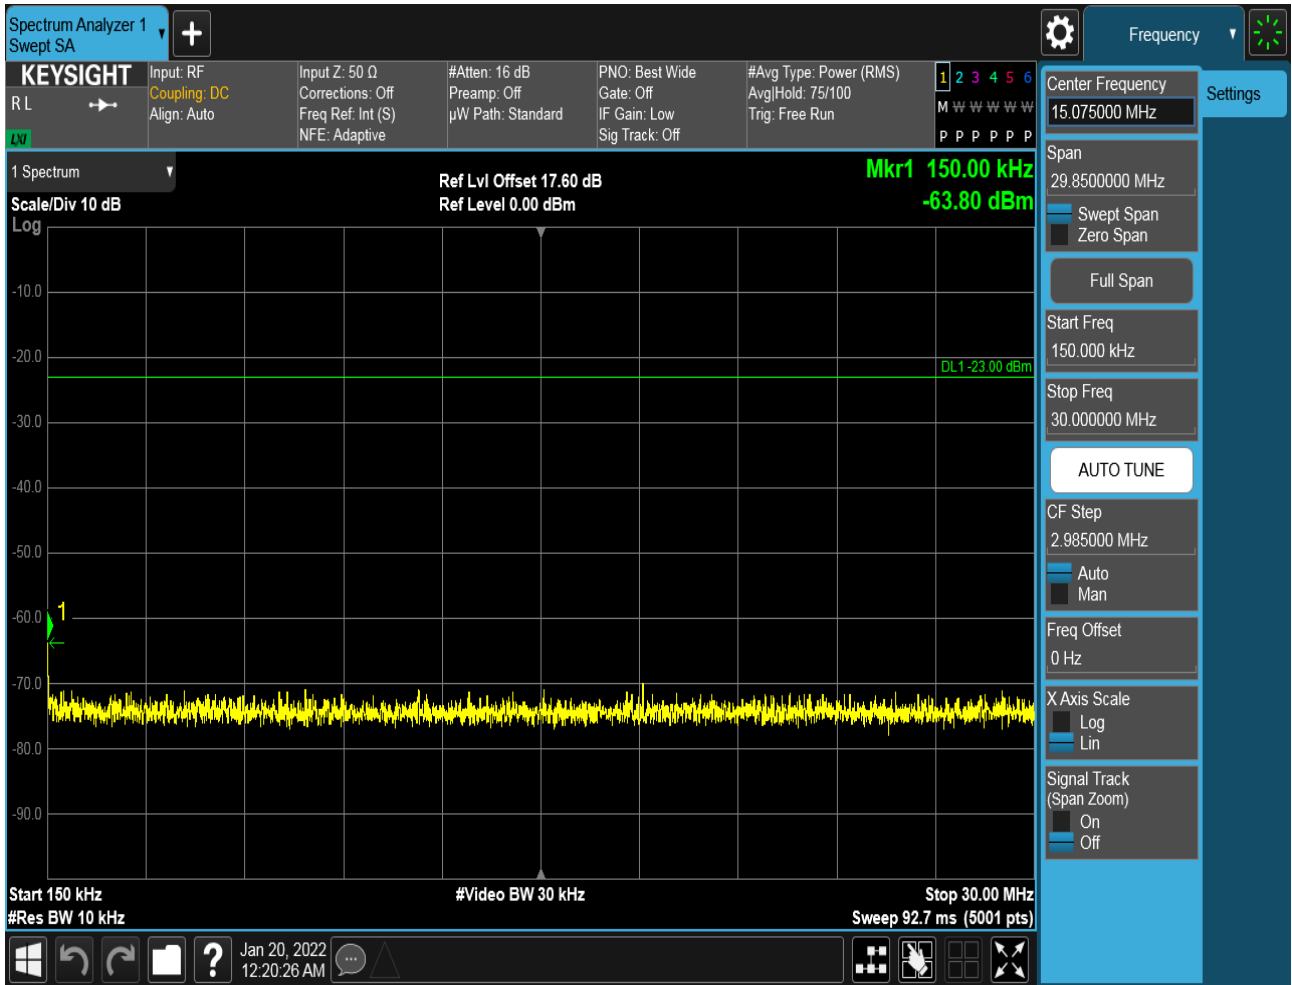 Spectrum Analyzer 1
Swept SA
Frequency
KEYSIGHT
R L
LXI
Input: RF
Coupling: DC
Align: Auto
Input Z: 50 Ω
Corrections: Off
Freq Ref: Int (S)
NFE: Adaptive
#Atten: 16 dB
Preamp: Off
µW Path: Standard
PNO: Best Wide
Gate: Off
IF Gain: Low
Sig Track: Off
#Avg Type: Power (RMS)
Avg|Hold: 75/100
Trig: Free Run
1 2 3 4 5 6
M W W W W W
P P P P P P
1 Spectrum
Scale/Div 10 dB
Log
Ref Lvl Offset 17.60 dB
Ref Level 0.00 dBm
Mkr1 150.00 kHz
-63.80 dBm
-10.0
-20.0
DL1 -23.00 dBm
-30.0
-40.0
-50.0
-60.0
1
-70.0
-80.0
-90.0
Start 150 kHz
#Video BW 30 kHz
Stop 30.00 MHz
#Res BW 10 kHz
Sweep 92.7 ms (5001 pts)
Center Frequency
15.075000 MHz
Settings
Span
29.8500000 MHz
Swept Span
Zero Span
Full Span
Start Freq
150.000 kHz
Stop Freq
30.000000 MHz
AUTO TUNE
CF Step
2.985000 MHz
Auto
Man
Freq Offset
0 Hz
X Axis Scale
Log
Lin
Signal Track
(Span Zoom)
On
Off
?
Jan 20, 2022
12:20:26 AM